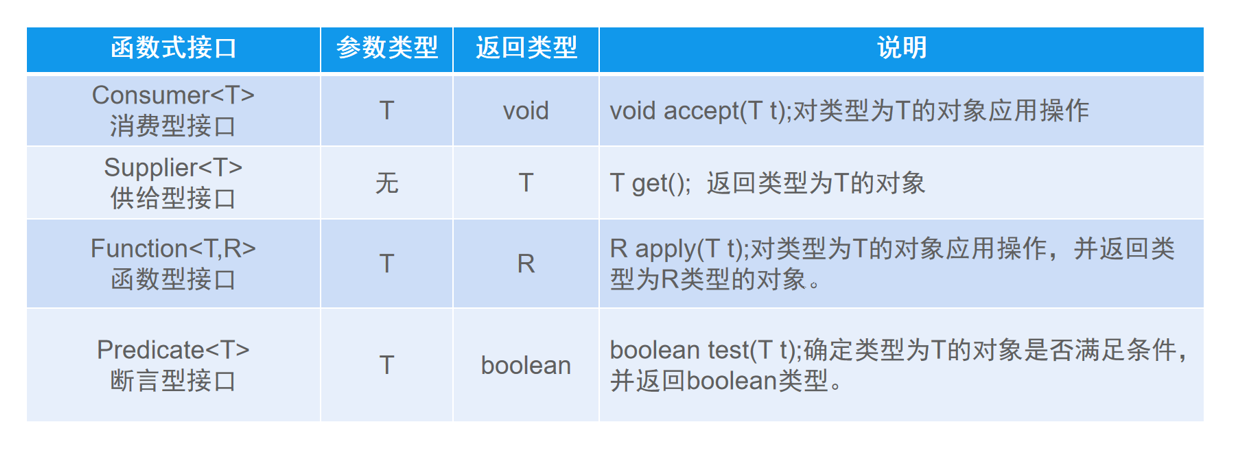 函数式接口 参数类型 返回类型 说明
Consumer<T>
消费型接口
T
void
void accept(T t);对类型为T的对象应用操作
Supplier<T>
供给型接口
无
T
T get(); 返回类型为T的对象
Function<T,R>
函数型接口
T
R
R apply(T t);对类型为T的对象应用操作，并返回类
型为R类型的对象。
Predicate<T>
断言型接口
T
boolean
boolean test(T t);确定类型为T的对象是否满足条件，
并返回boolean类型。